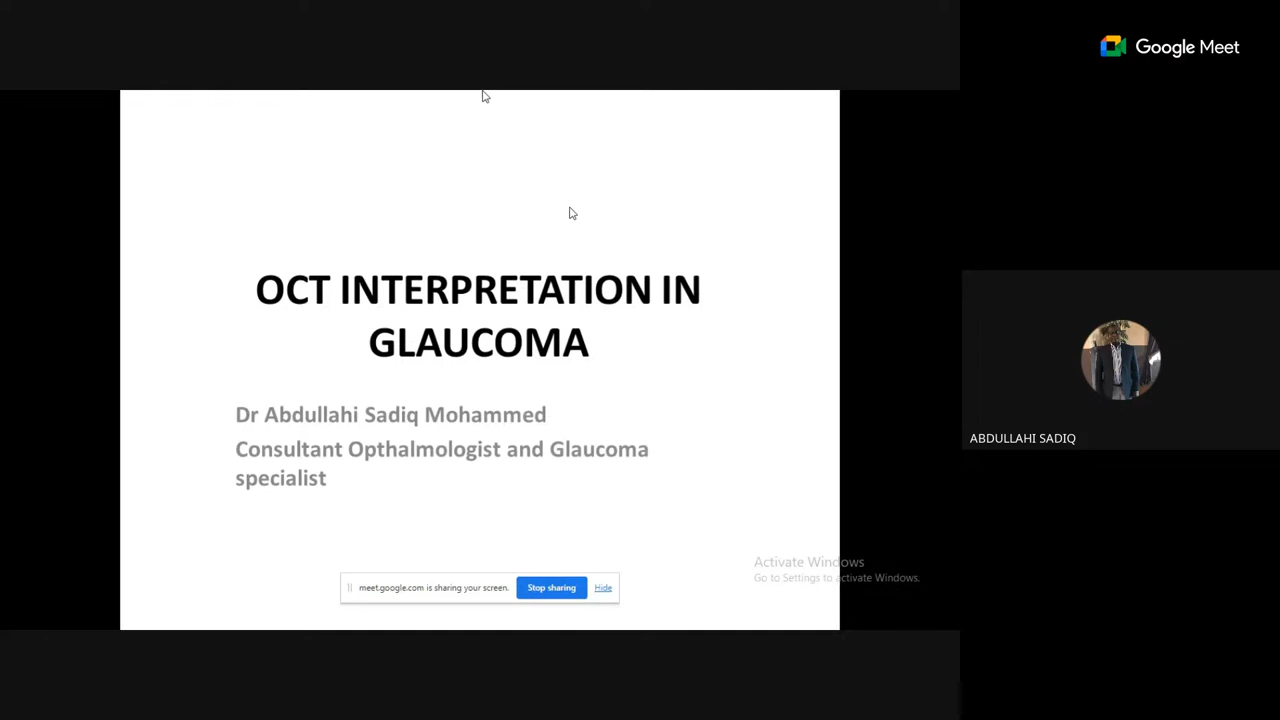 Google Meet
OCT INTERPRETATION IN
GLAUCOMA
Dr Abdullahi Sadiq Mohammed
Consultant Opthalmologist and Glaucoma
specialist
ABDULLAHI SADIQ
Activate Windows
Go to Settings to activate Windows.
meet.google.com is sharing your screen. Stop sharing Hide